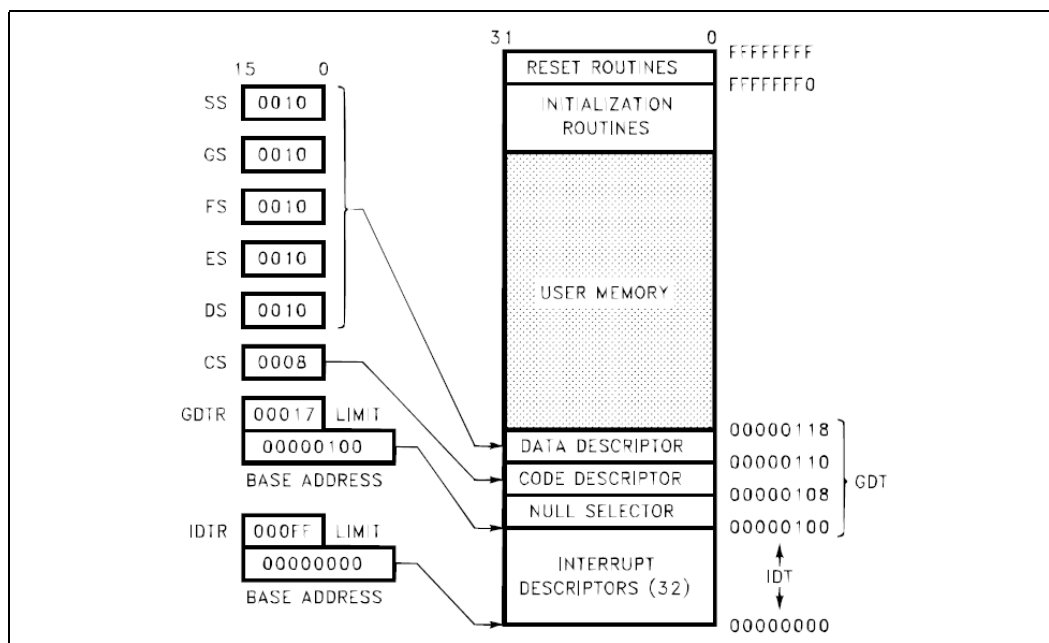 31 0
FFFFFFFF
RESET ROUTINES
FFFFFFF0
15 0
INITIALIZATION
ROUTINES
SS 0010
GS 0010
FS 0010
ES 0010
DS 0010
USER MEMORY
CS 0008
GDTR 00017 LIMIT
00000100
BASE ADDRESS
00000118
DATA DESCRIPTOR
00000110
CODE DESCRIPTOR
GDT
00000108
NULL SELECTOR
00000100
IDTR 000FF LIMIT
00000000
BASE ADDRESS
INTERRUPT
DESCRIPTORS (32)
IDT
00000000